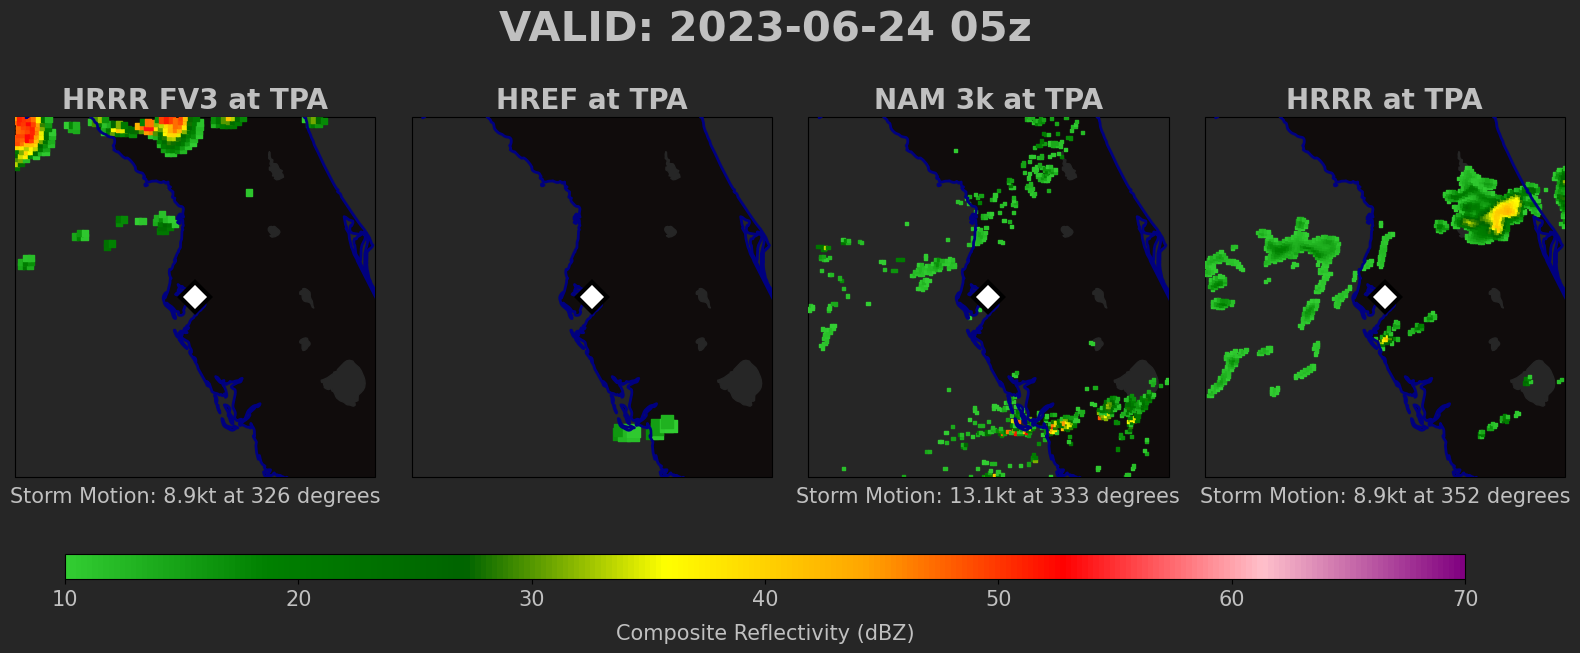 VALID: 2023-06-24 05z
HRRR FV3 at TPA
HREF at TPA
NAM 3k at TPA
HRRR at TPA
Storm Motion: 8.9kt at 326 degrees
Storm Motion: 13.1kt at 333 degrees
Storm Motion: 8.9kt at 352 degrees
10 20 30 40 50 60 70
Composite Reflectivity (dBZ)